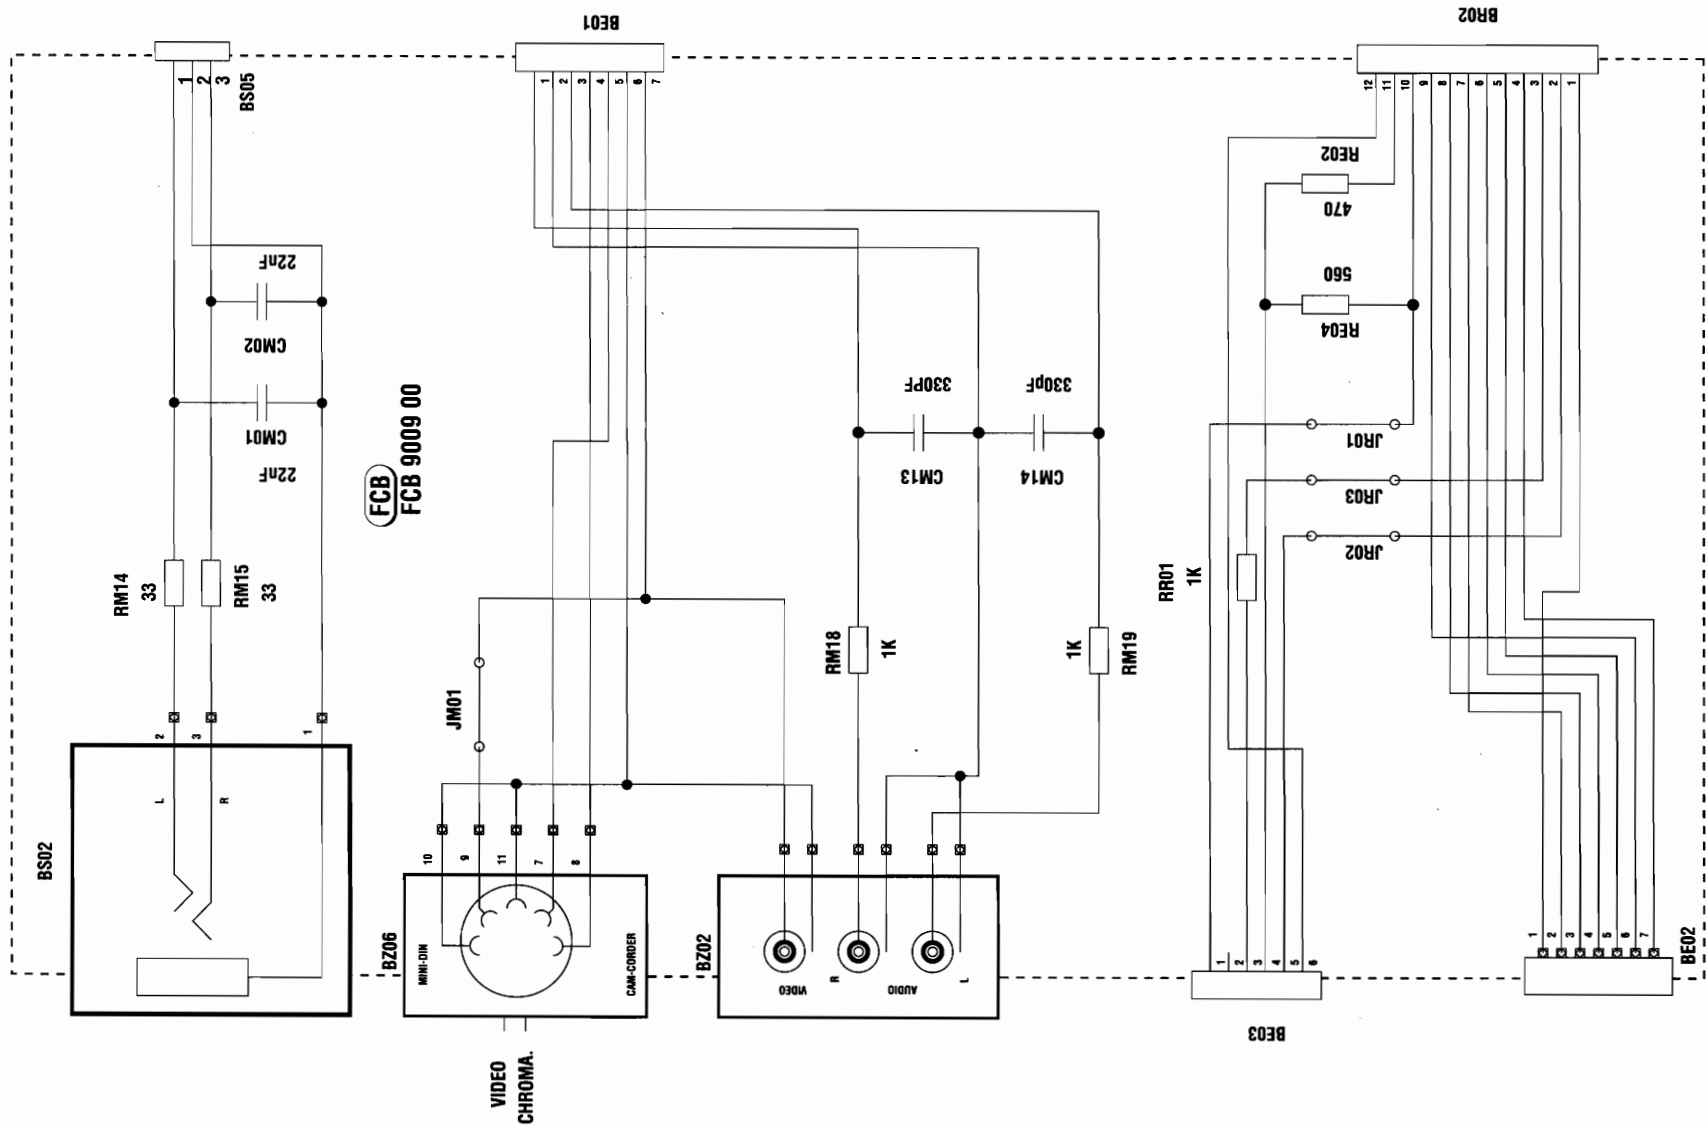 BE01
BR02
1
2
3
BS05
1
2
3
4
5
6
7
12
11
10
9
8
7
6
5
4
3
2
1
RE02
470
560
RE04
22nF
CM02
CM01
22nF
FCB
FCB 9009 00
330PF
330pF
CM13
CM14
JR01
JR03
JR02
RM14
33
RM15
33
RR01
1K
RM18
1K
1K
RM19
JM01
2
3
1
L
R
BS02
10
9
11
7
8
BZ06
MINI-DIN
CAM-CORDER
BZ02
VIDEO
R
AUDIO
L
1
2
3
4
5
6
BE03
1
2
3
4
5
6
7
BE02
VIDEO
CHROMA.